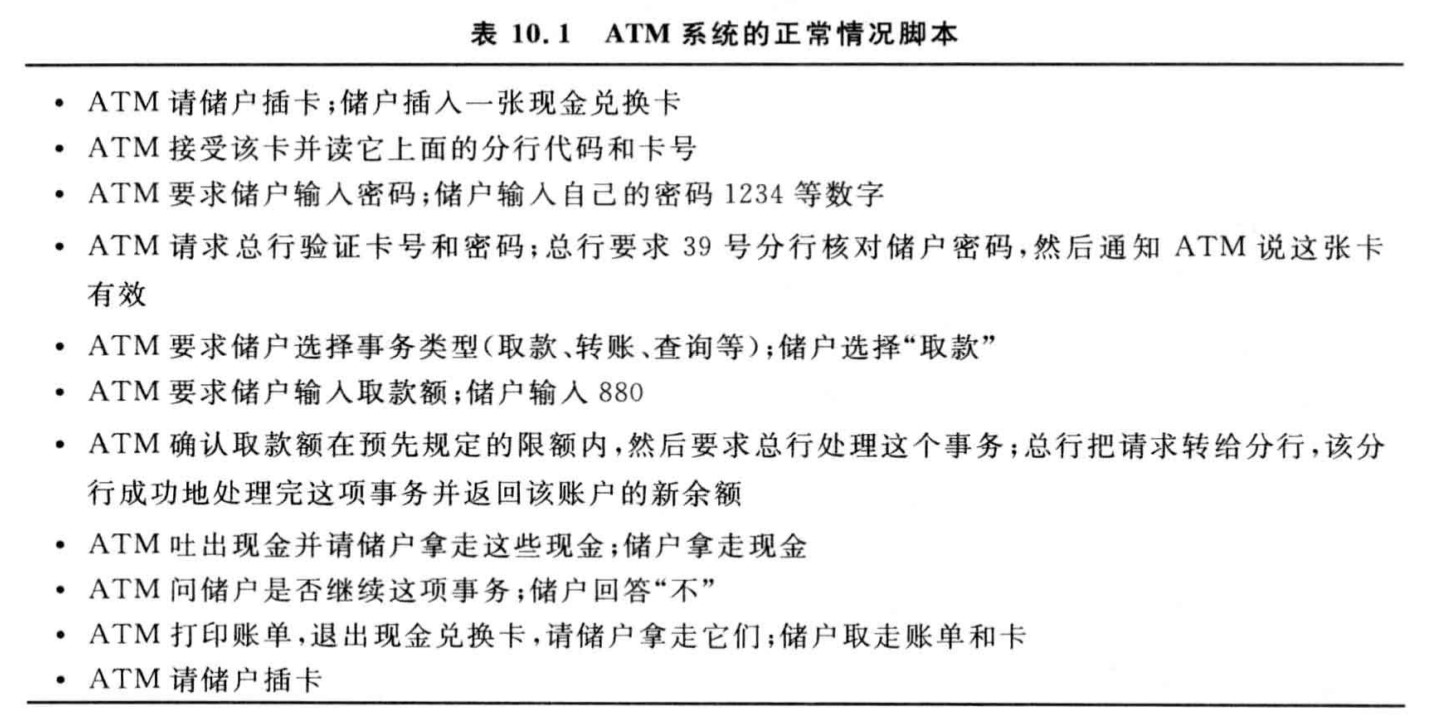 表 10.1 ATM 系统的正常情况脚本
• ATM 请储户插卡;储户插入一张现金兑换卡
• ATM 接受该卡并读它上面的分行代码和卡号
• ATM 要求储户输入密码;储户输入自己的密码 1234 等数字
• ATM 请求总行验证卡号和密码;总行要求 39 号分行核对储户密码,然后通知 ATM 说这张卡
有效
• ATM 要求储户选择事务类型(取款、转账、查询等);储户选择“取款”
• ATM 要求储户输入取款额;储户输入 880
• ATM 确认取款额在预先规定的限额内,然后要求总行处理这个事务;总行把请求转给分行,该分
行成功地处理完这项事务并返回该账户的新余额
• ATM 吐出现金并请储户拿走这些现金;储户拿走现金
• ATM 问储户是否继续这项事务;储户回答“不”
• ATM 打印账单,退出现金兑换卡,请储户拿走它们;储户取走账单和卡
• ATM 请储户插卡